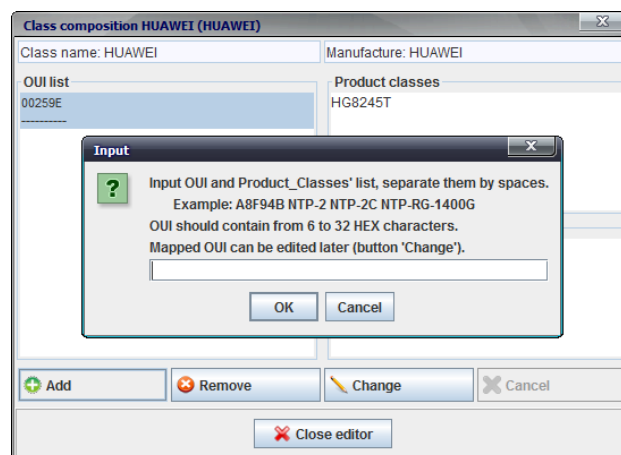 Class composition HUAWEI (HUAWEI)
Class name: HUAWEI
Manufacture: HUAWEI
OUI list
Product classes
00259E
HG8245T
----------
Input
Input OUI and Product_Classes' list, separate them by spaces.
Example: A8F94B NTP-2 NTP-2C NTP-RG-1400G
OUI should contain from 6 to 32 HEX characters.
Mapped OUI can be edited later (button 'Change').
OK
Cancel
Add
Remove
Change
Cancel
Close editor